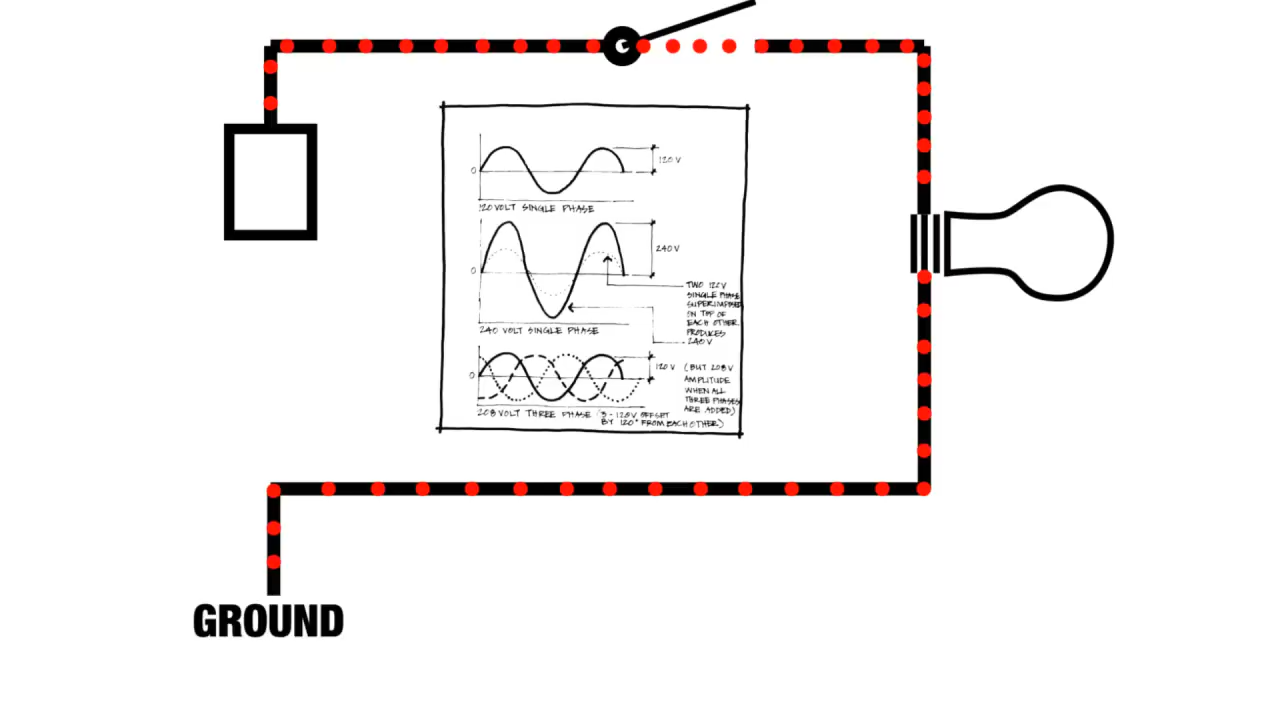 120 V
0
120 VOLT SINGLE PHASE
240 V
0
TWO 120V
SINGLE PHASE
SUPERIMPOSED
ON TOP OF
EACH OTHER
PRODUCES
240 V
240 VOLT SINGLE PHASE
120 V (BUT 208 V
AMPLITUDE
WHEN ALL
THREE PHASES
ARE ADDED)
0
208 VOLT THREE PHASE (3 - 120V OFFSET
BY 120° FROM EACH OTHER)
GROUND